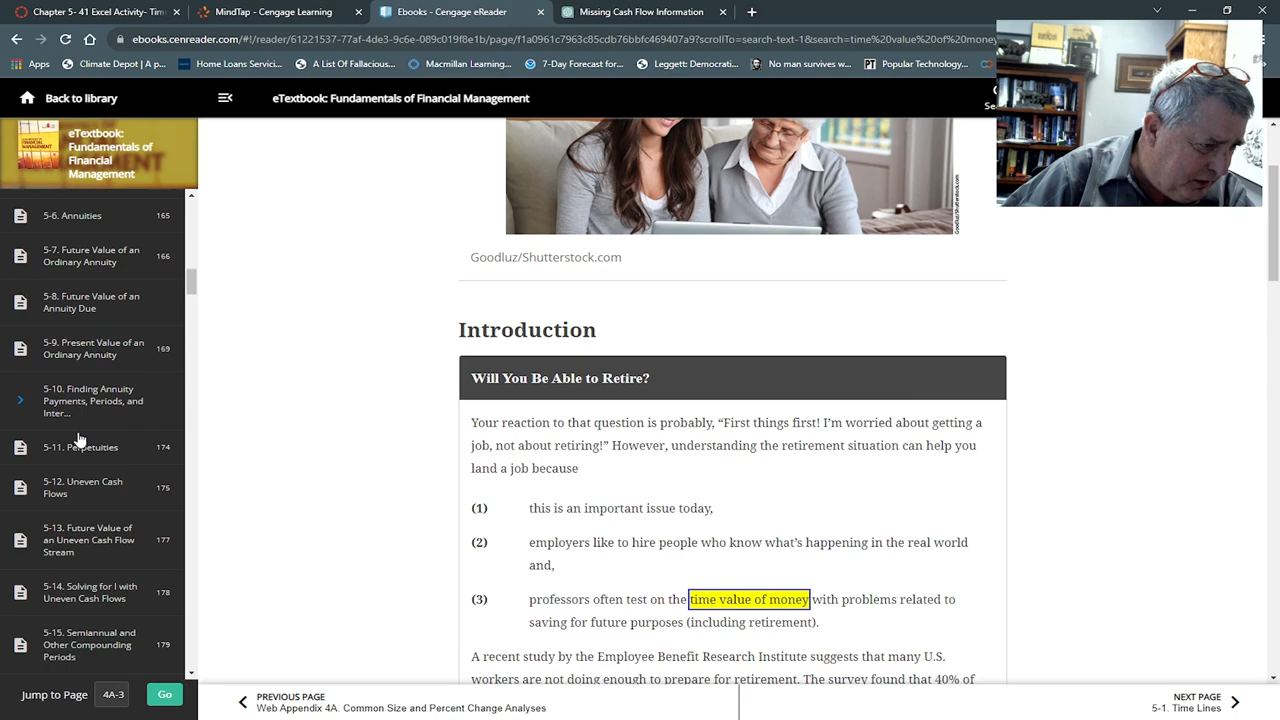 Chapter 5 - 41 Excel Activity- Tim
MindTap - Cengage Learning
Ebooks - Cengage eReader
Missing Cash Flow Information
ebooks.cenreader.com/#!/reader/61221537-77af-4de3-9c6e-089c019f8e1b/page/f1a0961c7963c85cdb76bbfc469407a9?scrollTo=search-text-1&search=time%20value%20of%20money
Apps
Climate Depot | A p...
Home Loans Servici...
A List Of Fallacious...
Macmillan Learning...
7-Day Forecast for...
Leggett: Democrati...
No man survives w...
Popular Technology...
Back to library
eTextbook: Fundamentals of Financial Management
eTextbook:
Fundamentals of
Financial
Management
5-6. Annuities 165
5-7. Future Value of an
Ordinary Annuity 166
5-8. Future Value of an
Annuity Due 168
5-9. Present Value of an
Ordinary Annuity 169
5-10. Finding Annuity
Payments, Periods, and
Inter...
5-11. Perpetuities 174
5-12. Uneven Cash
Flows 175
5-13. Future Value of
an Uneven Cash Flow
Stream 177
5-14. Solving for I with
Uneven Cash Flows 178
5-15. Semiannual and
Other Compounding
Periods 179
Jump to Page 4A-3 Go
Goodluz/Shutterstock.com
Goodluz/Shutterstock.com
Introduction
Will You Be Able to Retire?
Your reaction to that question is probably, “First things first! I’m worried about getting a
job, not about retiring!” However, understanding the retirement situation can help you
land a job because
(1) this is an important issue today,
(2) employers like to hire people who know what’s happening in the real world
and,
(3) professors often test on the time value of money with problems related to
saving for future purposes (including retirement).
A recent study by the Employee Benefit Research Institute suggests that many U.S.
workers are not doing enough to prepare for retirement. The survey found that 40% of
PREVIOUS PAGE
Web Appendix 4A. Common Size and Percent Change Analyses
NEXT PAGE
5-1. Time Lines